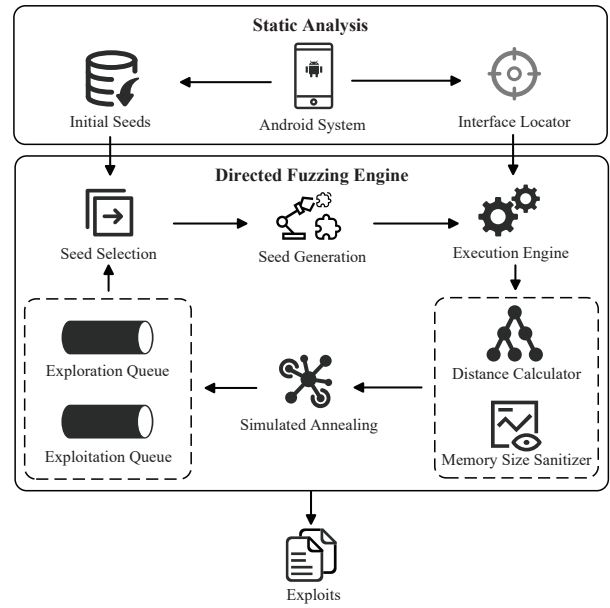 Static Analysis
Initial Seeds
Android System
Interface Locator
Directed Fuzzing Engine
Seed Selection
Seed Generation
Execution Engine
Exploration Queue
Exploitation Queue
Simulated Annealing
Distance Calculator
Memory Size Sanitizer
Exploits